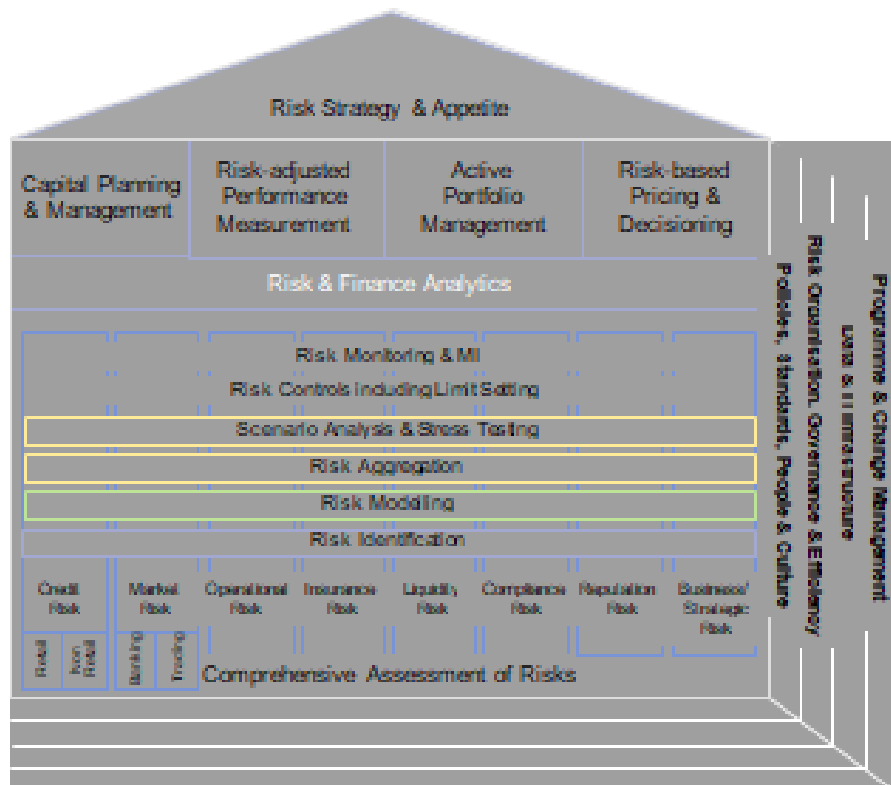 Risk Strategy & Appetite
Capital Planning
& Management
Risk-adjusted
Performance
Measurement
Active
Portfolio
Management
Risk-based
Pricing &
Decisioning
Risk & Finance Analytics
Risk Monitoring & MI
Risk Controls including Limit Setting
Scenario Analysis & Stress Testing
Risk Aggregation
Risk Modelling
Risk Identification
Credit
Risk
Market
Risk
Operational
Risk
Insurance
Risk
Liquidity
Risk
Compliance
Risk
Reputation
Risk
Business/
Strategic
Risk
Retail
Non
Retail
Banking
Trading
Comprehensive Assessment of Risks
Policies, Standards, People & Culture
Risk Organisation, Governance & Efficiency
Data & IT Infrastructure
Programme & Change Management